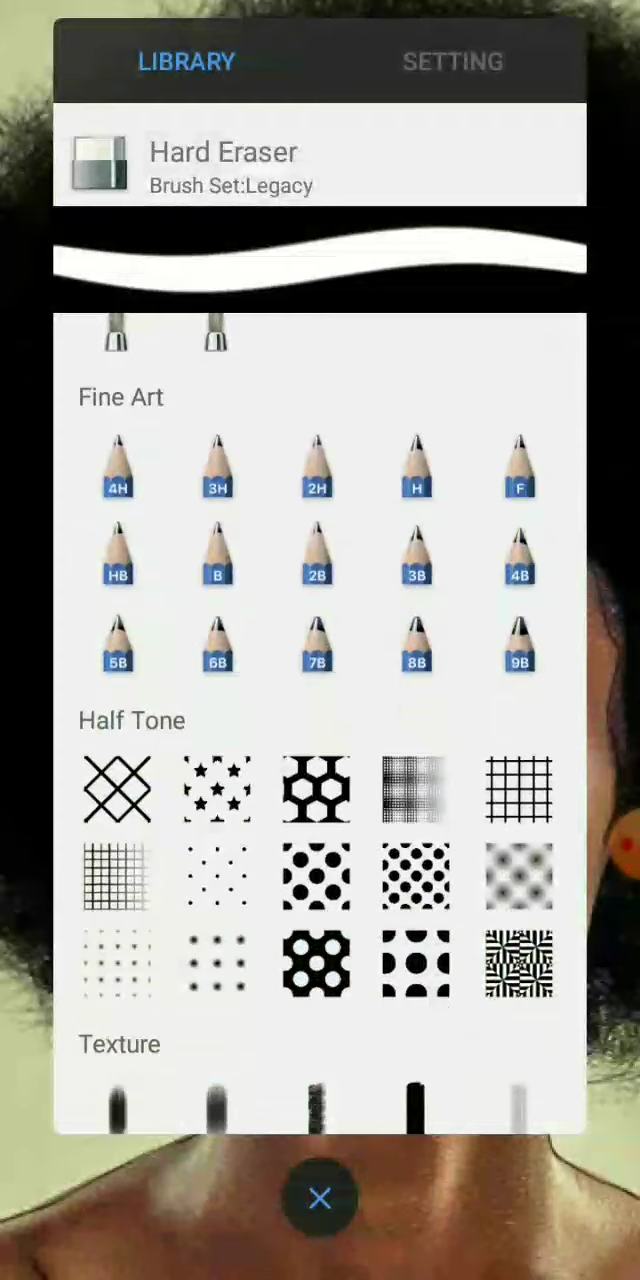 LIBRARY SETTING
Hard Eraser
Brush Set:Legacy
Fine Art
4H 3H 2H H F
HB B 2B 3B 4B
5B 6B 7B 8B 9B
Half Tone
Texture